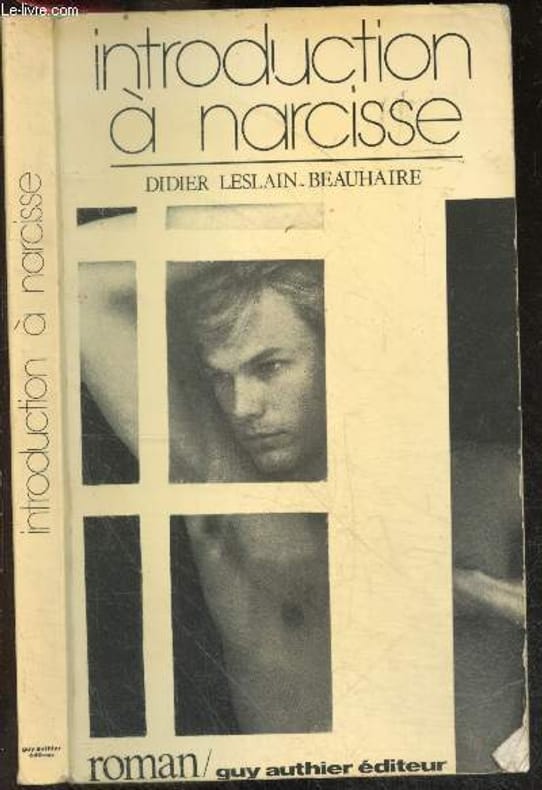 Le-livre.com
introduction
à narcisse
DIDIER LESLAIN-BEAUHAIRE
introduction à narcisse
guy authier
éditeur
roman/guy authier éditeur